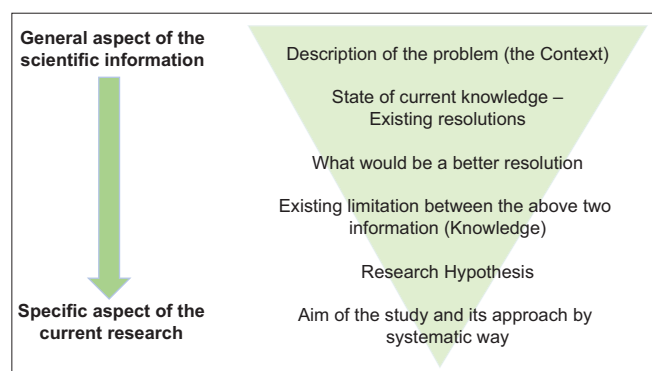 General aspect of the
scientific information
Description of the problem (the Context)
State of current knowledge –
Existing resolutions
What would be a better resolution
Existing limitation between the above two
information (Knowledge)
Research Hypothesis
Specific aspect of the
current research
Aim of the study and its approach by
systematic way